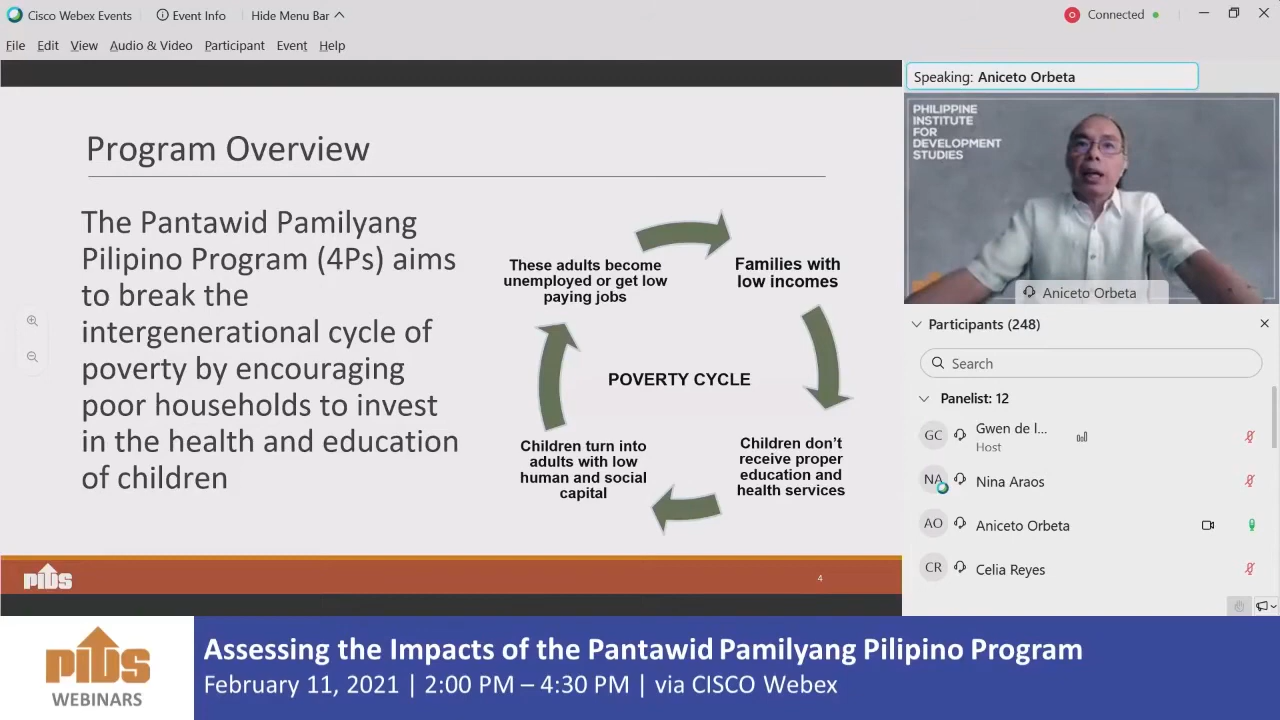 Cisco Webex Events
Event Info
Hide Menu Bar
Connected
File Edit View Audio & Video Participant Event Help
Program Overview
The Pantawid Pamilyang
Pilipino Program (4Ps) aims
to break the
intergenerational cycle of
poverty by encouraging
poor households to invest
in the health and education
of children
These adults become
unemployed or get low
paying jobs
Families with
low incomes
POVERTY CYCLE
Children turn into
adults with low
human and social
capital
Children don't
receive proper
education and
health services
PIDS
4
Speaking: Aniceto Orbeta
PHILIPPINE
INSTITUTE
FOR
DEVELOPMENT
STUDIES
Aniceto Orbeta
Participants (248)
Search
Panelist: 12
GC Gwen de l...
Host
NA Nina Araos
AO Aniceto Orbeta
CR Celia Reyes
PIDS
WEBINARS
Assessing the Impacts of the Pantawid Pamilyang Pilipino Program
February 11, 2021 | 2:00 PM – 4:30 PM | via CISCO Webex